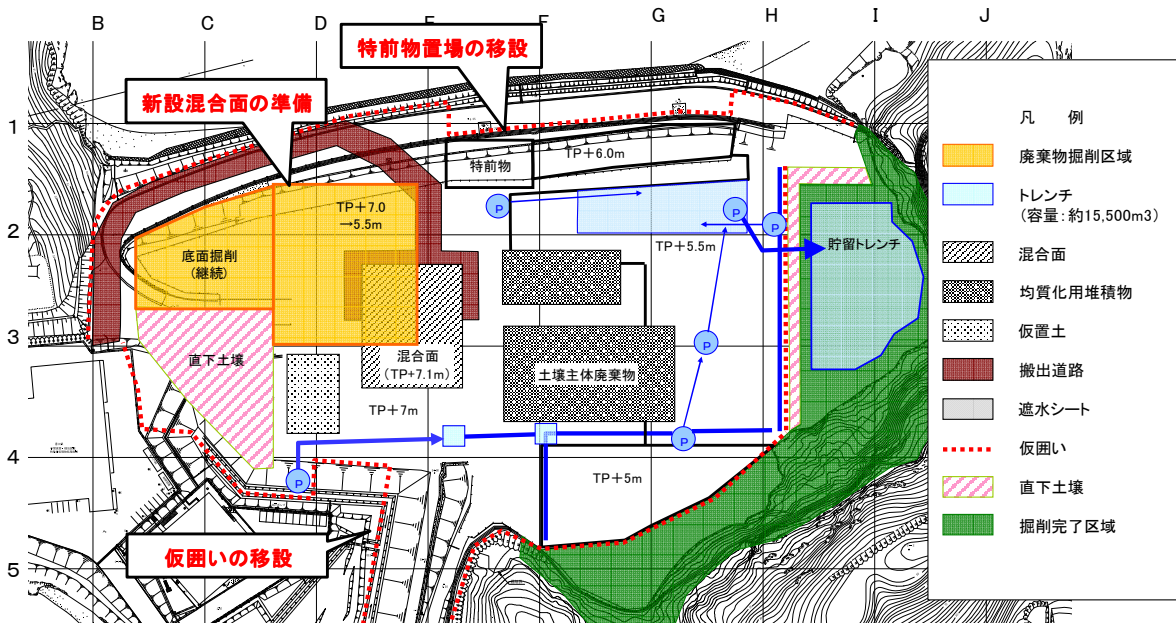 B C D E F G H I J
特前物置場の移設
新設混合面の準備
1
2
3
4
5
特前物
TP+6.0m
TP+7.0
→5.5m
底面掘削
(継続)
TP+5.5m
貯留トレンチ
P
P
P
P
P
P
直下土壌
混合面
(TP+7.1m)
土壌主体廃棄物
TP+7m
TP+5m
仮囲いの移設
凡 例
廃棄物掘削区域
トレンチ
(容量:約15,500m3)
混合面
均質化用堆積物
仮置土
搬出道路
遮水シート
仮囲い
直下土壌
掘削完了区域